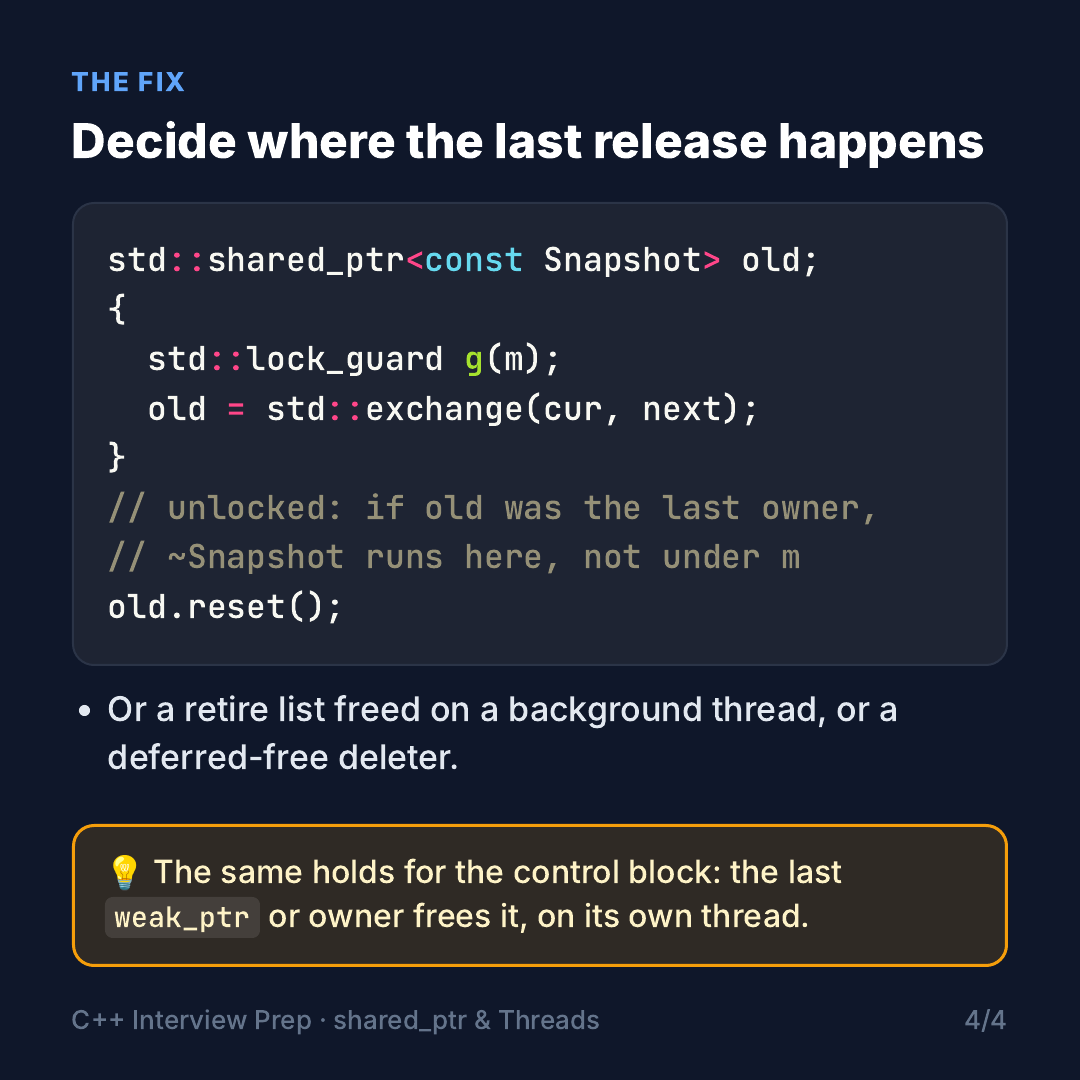 THE FIX
Decide where the last release happens
std::shared_ptr<const Snapshot> old;
{
  std::lock_guard g(m);
  old = std::exchange(cur, next);
}
// unlocked: if old was the last owner,
// ~Snapshot runs here, not under m
old.reset();
• Or a retire list freed on a background thread, or a
deferred-free deleter.
💡 The same holds for the control block: the last
weak_ptr or owner frees it, on its own thread.
C++ Interview Prep · shared_ptr & Threads
4/4